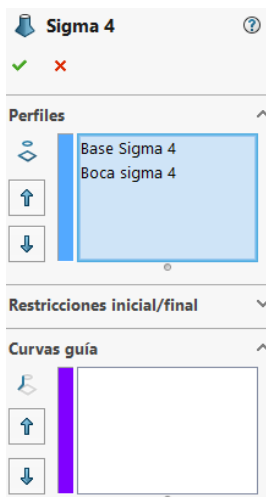 Sigma 4
Perfiles
Base Sigma 4
Boca sigma 4
Restricciones inicial/final
Curvas guía